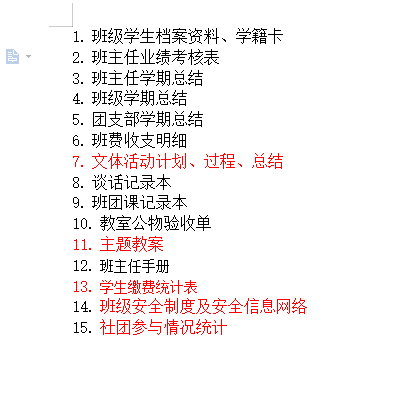 1. 班级学生档案资料、学籍卡
2. 班主任业绩考核表
3. 班主任学期总结
4. 班级学期总结
5. 团支部学期总结
6. 班费收支明细
7. 文体活动计划、过程、总结
8. 谈话记录本
9. 班团课记录本
10. 教室公物验收单
11. 主题教案
12. 班主任手册
13. 学生缴费统计表
14. 班级安全制度及安全信息网络
15. 社团参与情况统计